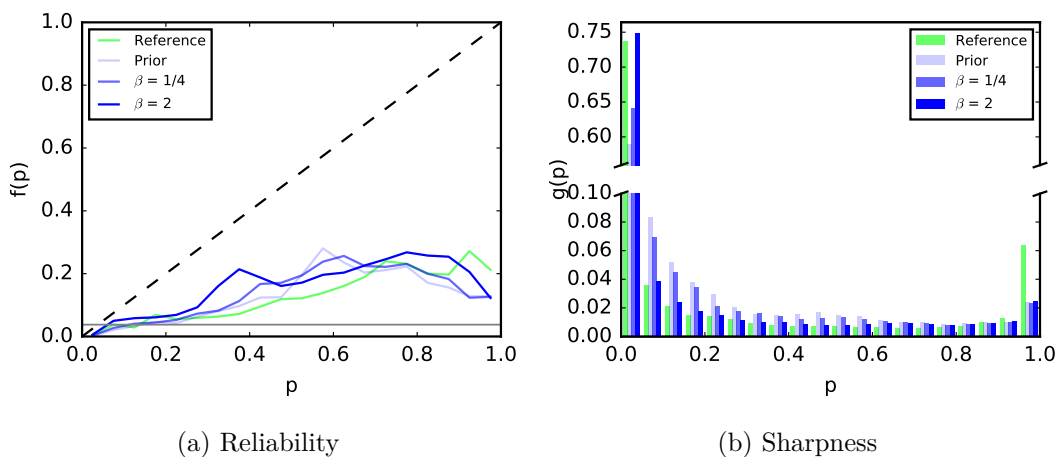 1.0
0.8
0.6
0.4
0.2
0.0
f(p)
Reference
Prior
β = 1/4
β = 2
0.0 0.2 0.4 0.6 0.8 1.0
p
(a) Reliability
0.75
0.70
0.65
0.60
0.10
0.08
0.06
0.04
0.02
0.00
g(p)
Reference
Prior
β = 1/4
β = 2
0.0 0.2 0.4 0.6 0.8 1.0
p
(b) Sharpness